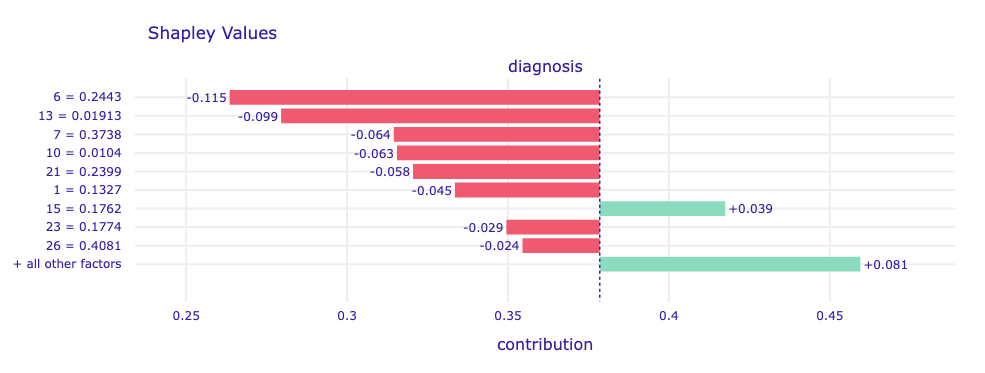 Shapley Values
diagnosis
6 = 0.2443
-0.115
13 = 0.01913
-0.099
7 = 0.3738
-0.064
10 = 0.0104
-0.063
21 = 0.2399
-0.058
1 = 0.1327
-0.045
15 = 0.1762
+0.039
23 = 0.1774
-0.029
26 = 0.4081
-0.024
+ all other factors
+0.081
0.25
0.3
0.35
0.4
0.45
contribution